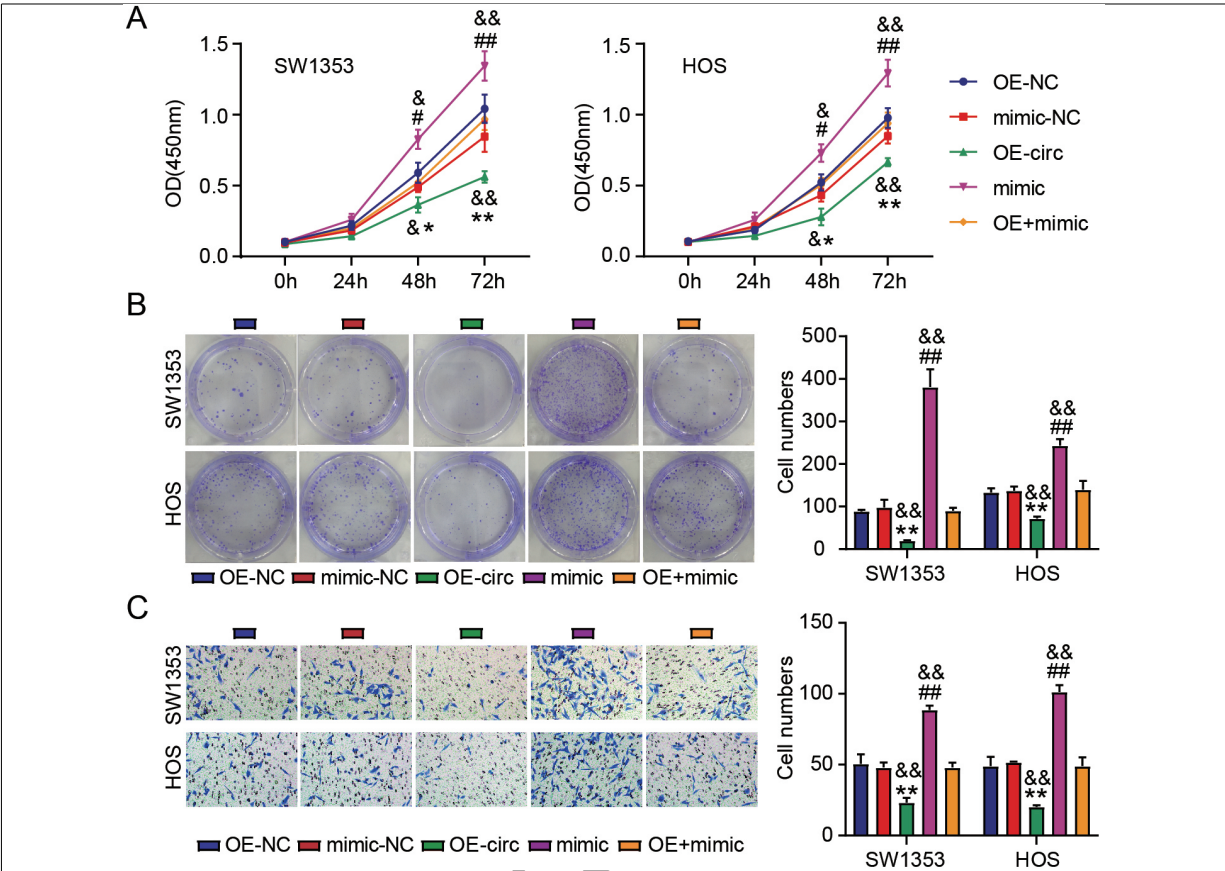 A
&&
##
1.5
SW1353
&
#
1.0
OD(450nm)
0.5
&&
**
&*
0.0
0h 24h 48h 72h
&&
##
1.5
HOS
&
#
1.0
OD(450nm)
0.5
&&
**
&*
0.0
0h 24h 48h 72h
OE-NC
mimic-NC
OE-circ
mimic
OE+mimic
B
SW1353
HOS
OE-NC mimic-NC OE-circ mimic OE+mimic
500
400
300
200
100
0
Cell numbers
&&
**
&&
##
&&
**
&&
##
SW1353 HOS
C
SW1353
HOS
OE-NC mimic-NC OE-circ mimic OE+mimic
150
100
50
0
Cell numbers
&&
**
&&
##
&&
**
&&
##
SW1353 HOS